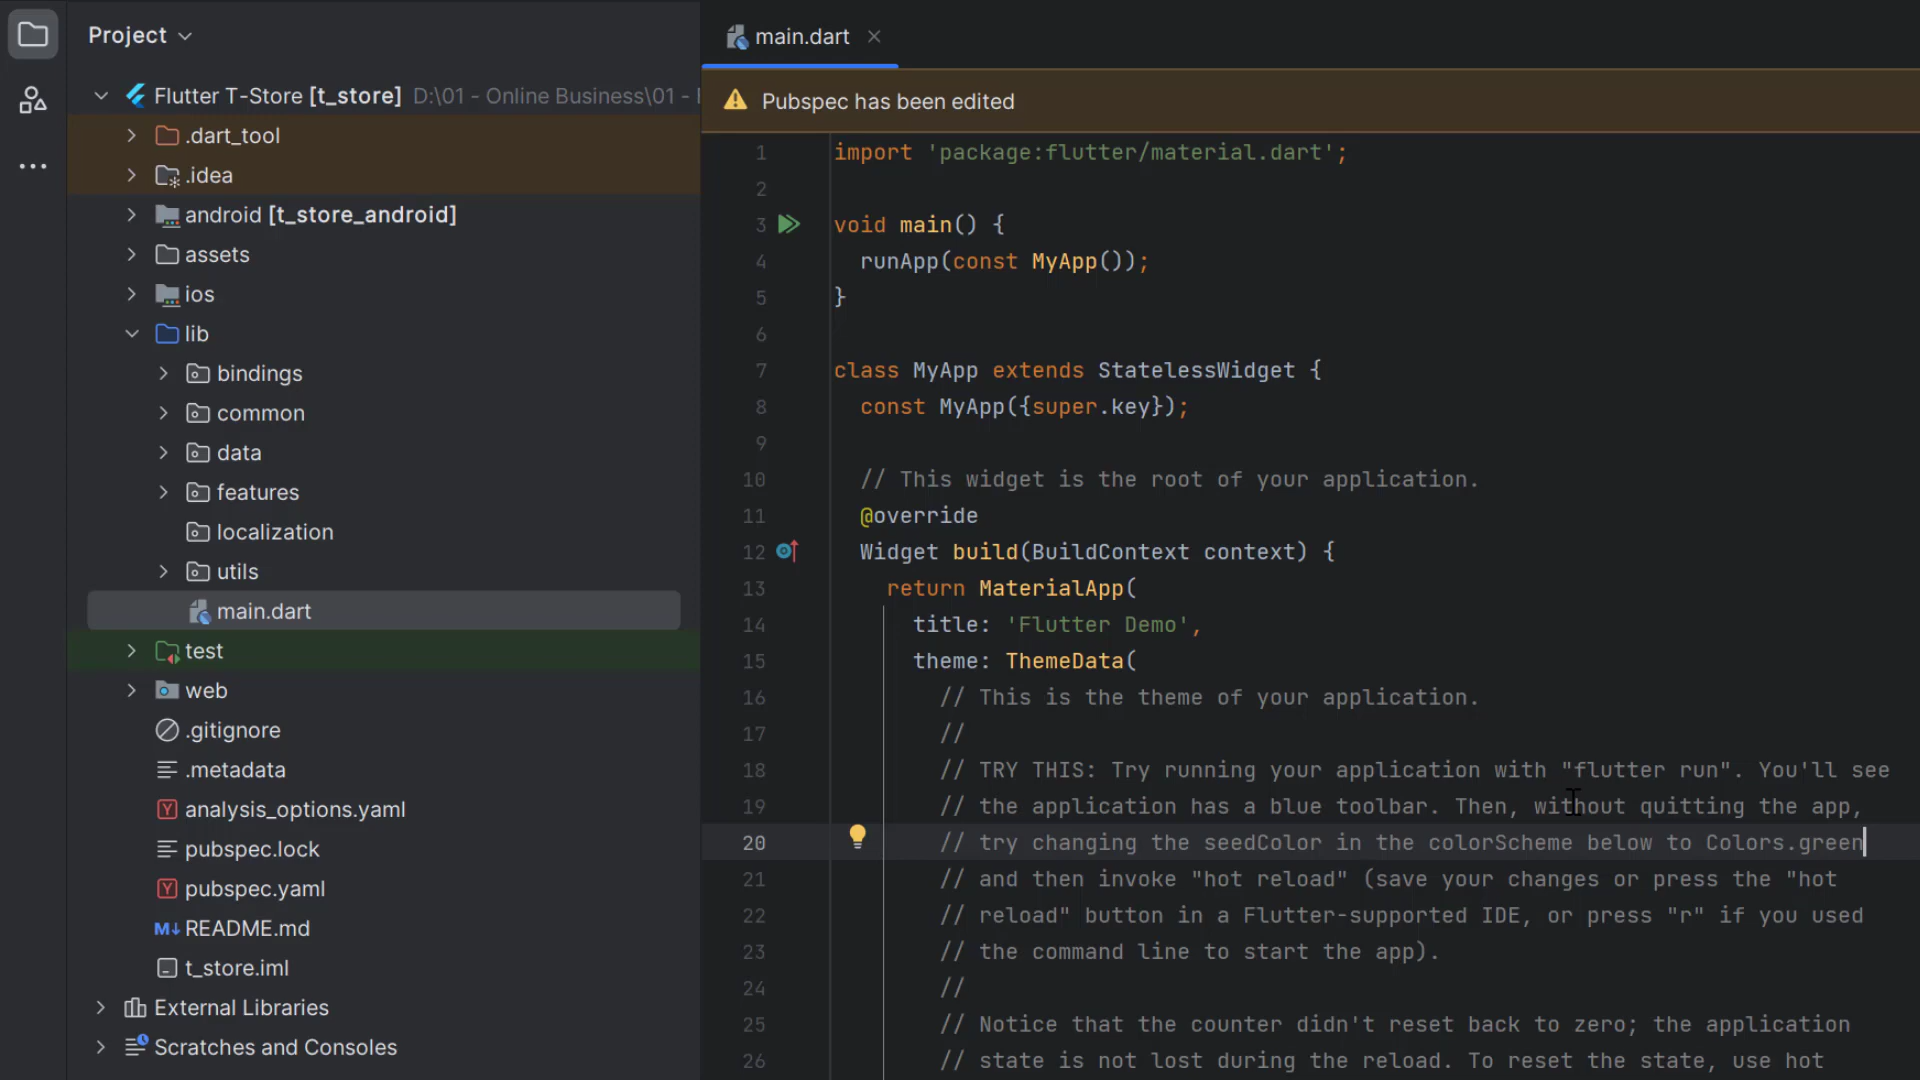 Project
Flutter T-Store [t_store] D:\01 - Online Business\01 -
.dart_tool
.idea
android [t_store_android]
assets
ios
lib
bindings
common
data
features
localization
utils
main.dart
test
web
.gitignore
.metadata
analysis_options.yaml
pubspec.lock
pubspec.yaml
README.md
t_store.iml
External Libraries
Scratches and Consoles
main.dart
Pubspec has been edited
1 import 'package:flutter/material.dart';
2
3 void main() {
4 runApp(const MyApp());
5 }
6
7 class MyApp extends StatelessWidget {
8 const MyApp({super.key});
9
10 // This widget is the root of your application.
11 @override
12 Widget build(BuildContext context) {
13 return MaterialApp(
14 title: 'Flutter Demo',
15 theme: ThemeData(
16 // This is the theme of your application.
17 //
18 // TRY THIS: Try running your application with "flutter run". You'll see
19 // the application has a blue toolbar. Then, without quitting the app,
20 // try changing the seedColor in the colorScheme below to Colors.green
21 // and then invoke "hot reload" (save your changes or press the "hot
22 // reload" button in a Flutter-supported IDE, or press "r" if you used
23 // the command line to start the app).
24 //
25 // Notice that the counter didn't reset back to zero; the application
26 // state is not lost during the reload. To reset the state, use hot